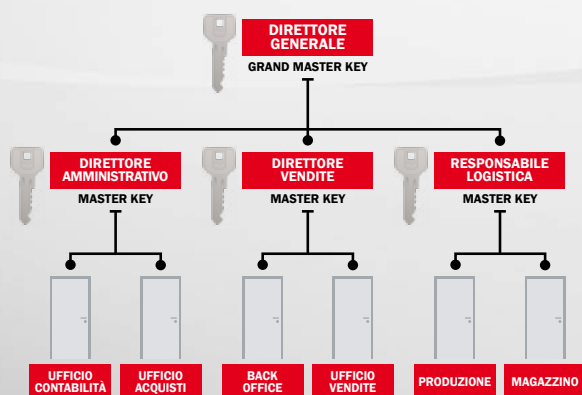 DIRETTORE
GENERALE
GRAND MASTER KEY
DIRETTORE
AMMINISTRATIVO
MASTER KEY
DIRETTORE
VENDITE
MASTER KEY
RESPONSABILE
LOGISTICA
MASTER KEY
UFFICIO
CONTABILITÀ
UFFICIO
ACQUISTI
BACK
OFFICE
UFFICIO
VENDITE
PRODUZIONE
MAGAZZINO